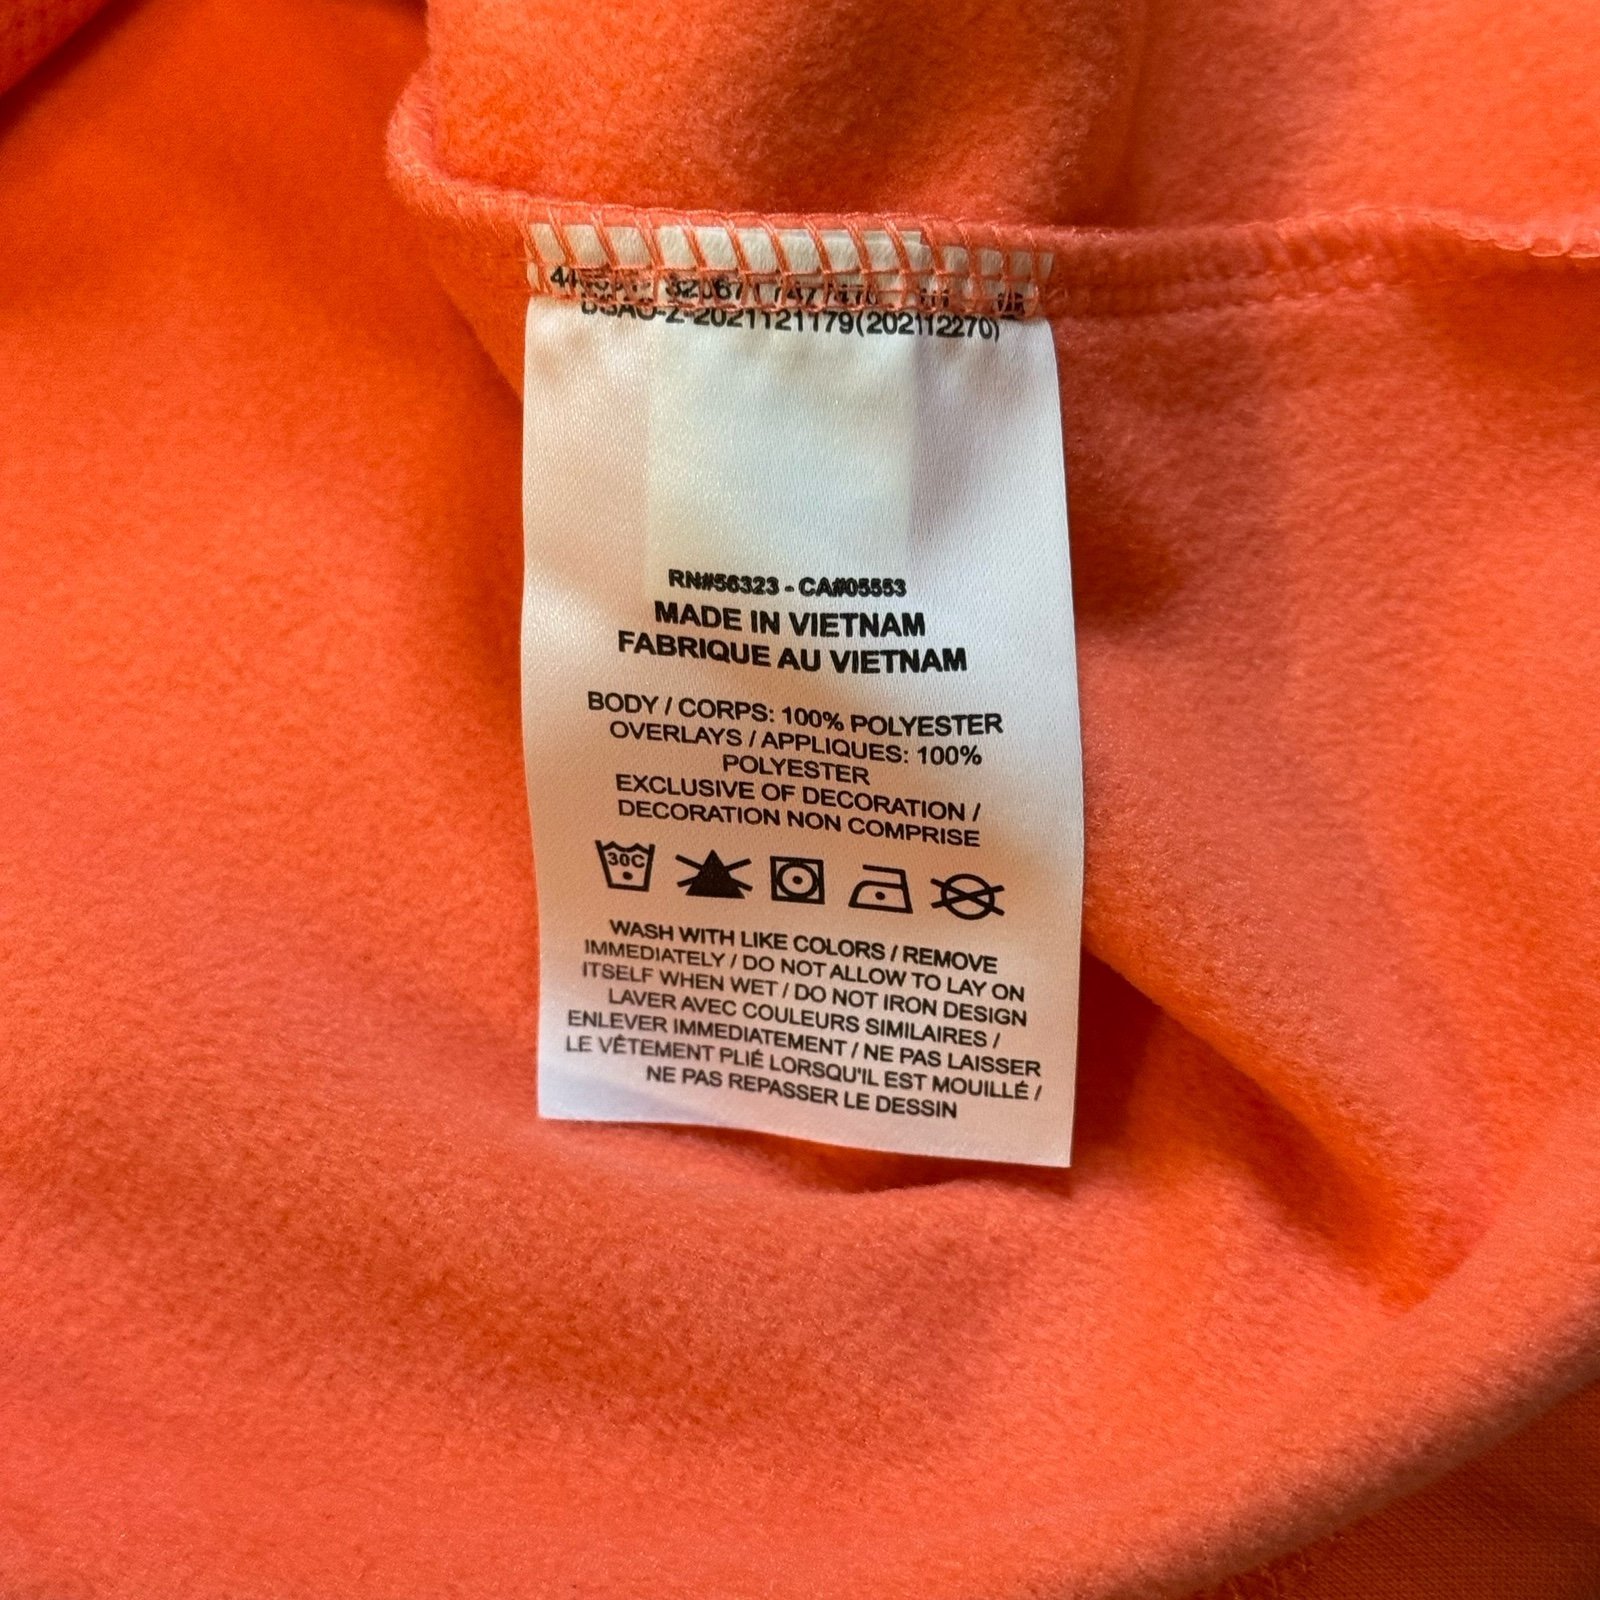 2021121179(202112270)
RN#56323 - CA#05553
MADE IN VIETNAM
FABRIQUE AU VIETNAM
BODY / CORPS: 100% POLYESTER
OVERLAYS / APPLIQUES: 100%
POLYESTER
EXCLUSIVE OF DECORATION /
DECORATION NON COMPRISE
30C
WASH WITH LIKE COLORS / REMOVE
IMMEDIATELY / DO NOT ALLOW TO LAY ON
ITSELF WHEN WET / DO NOT IRON DESIGN
LAVER AVEC COULEURS SIMILAIRES /
ENLEVER IMMEDIATEMENT / NE PAS LAISSER
LE VÊTEMENT PLIÉ LORSQU'IL EST MOUILLÉ /
NE PAS REPASSER LE DESSIN